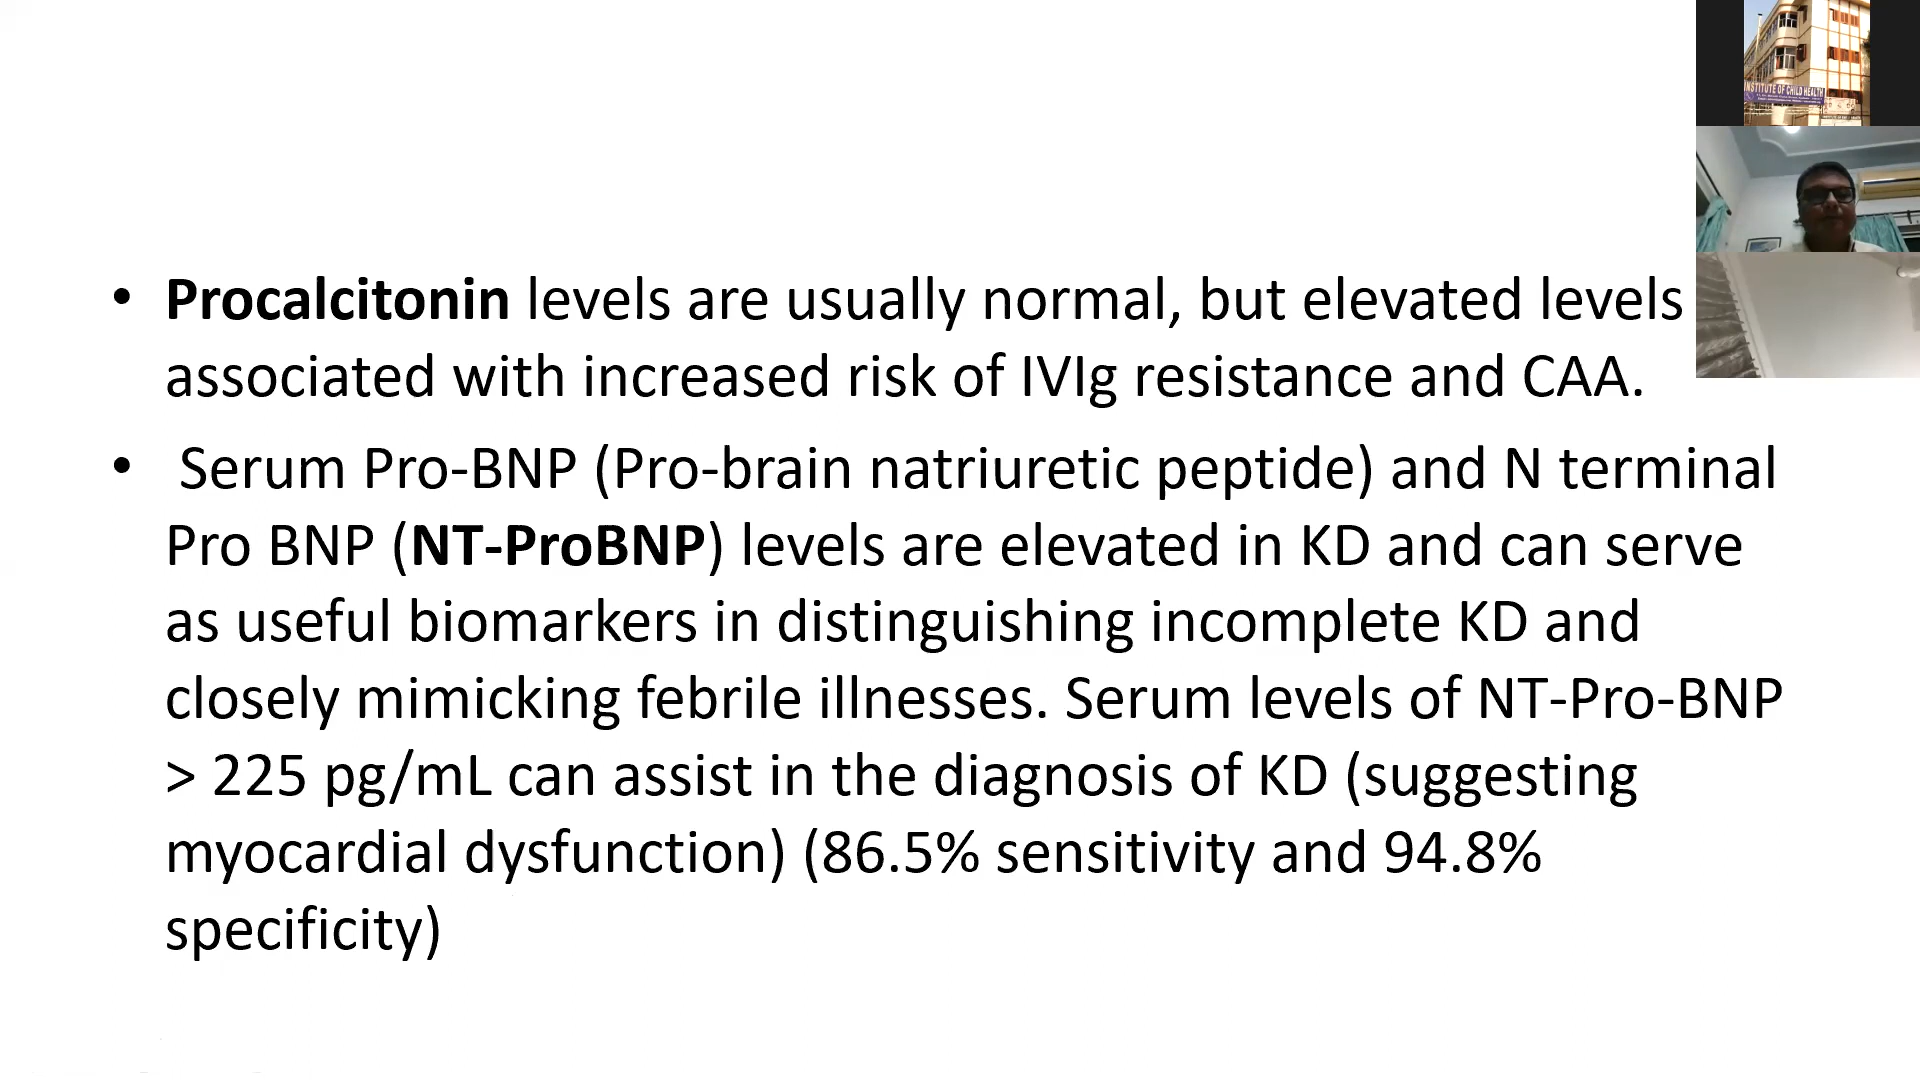 INSTITUTE OF CHILD HEALTH
• Procalcitonin levels are usually normal, but elevated levels
associated with increased risk of IVIg resistance and CAA.
• Serum Pro-BNP (Pro-brain natriuretic peptide) and N terminal
Pro BNP (NT-ProBNP) levels are elevated in KD and can serve
as useful biomarkers in distinguishing incomplete KD and
closely mimicking febrile illnesses. Serum levels of NT-Pro-BNP
> 225 pg/mL can assist in the diagnosis of KD (suggesting
myocardial dysfunction) (86.5% sensitivity and 94.8%
specificity)